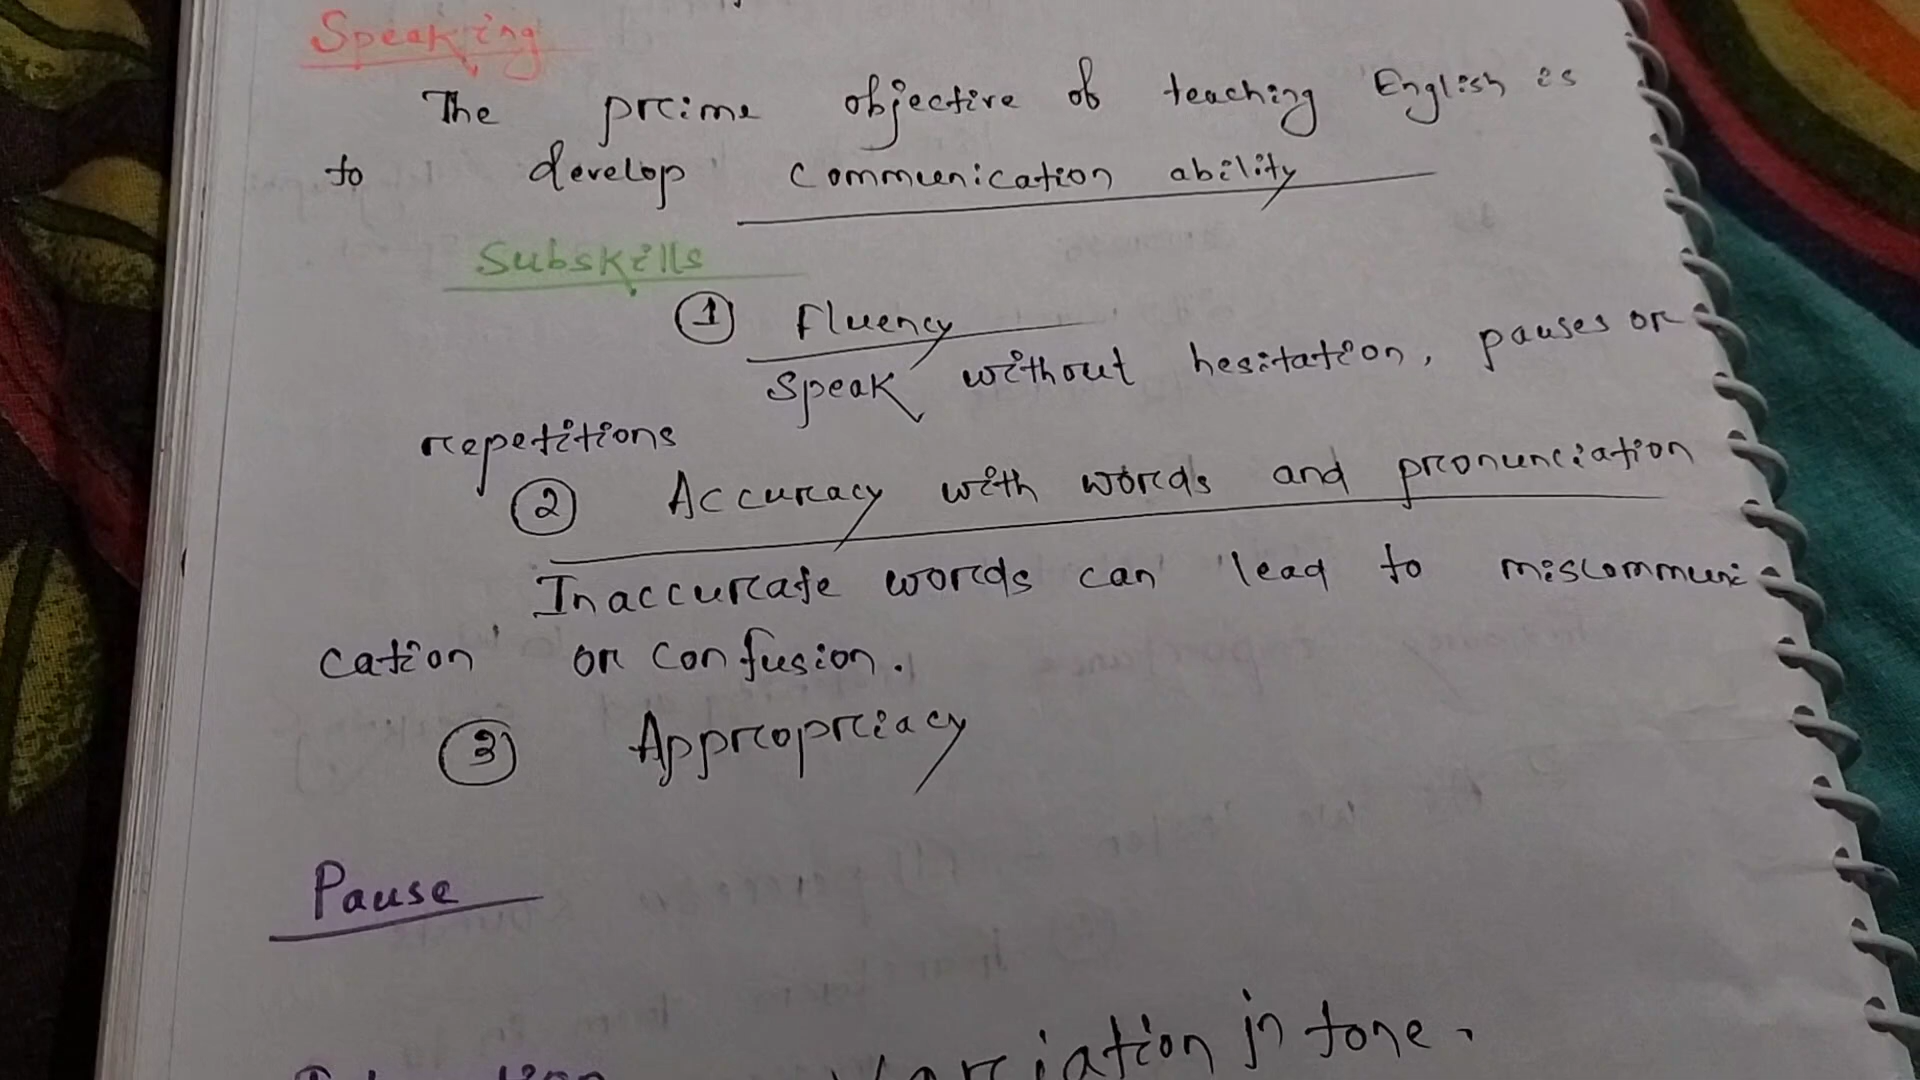 Speaking
The prime objective of teaching English is
to develop communication ability
Subskills
① Fluency
Speak without hesitation, pauses or
repetitions
② Accuracy with words and pronunciation
Inaccurate words can lead to miscommuni
cation or confusion.
③ Appropriacy
Pause
Variation in tone.